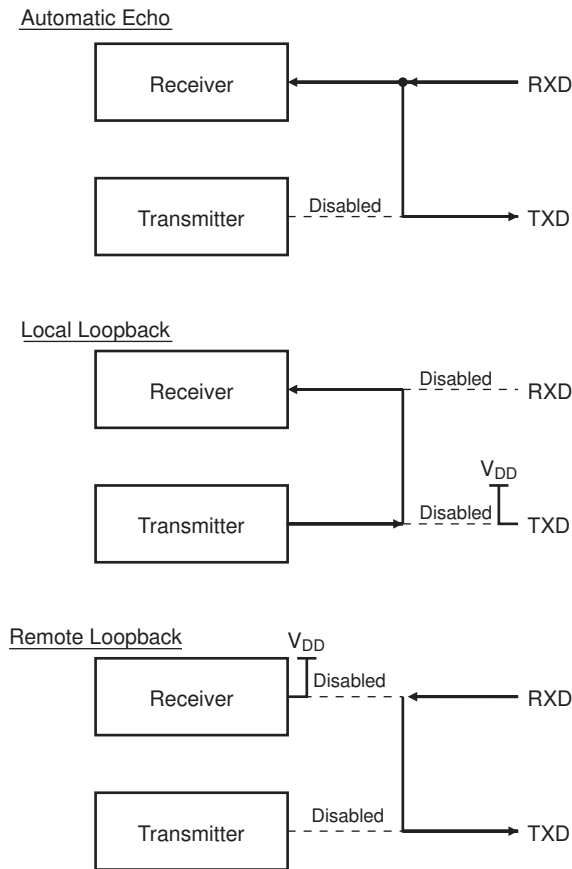 Automatic Echo
Receiver
RXD
Transmitter
Disabled
TXD
Local Loopback
Receiver
Disabled
RXD
VDD
Transmitter
Disabled
TXD
Remote Loopback
VDD
Receiver
Disabled
RXD
Transmitter
Disabled
TXD